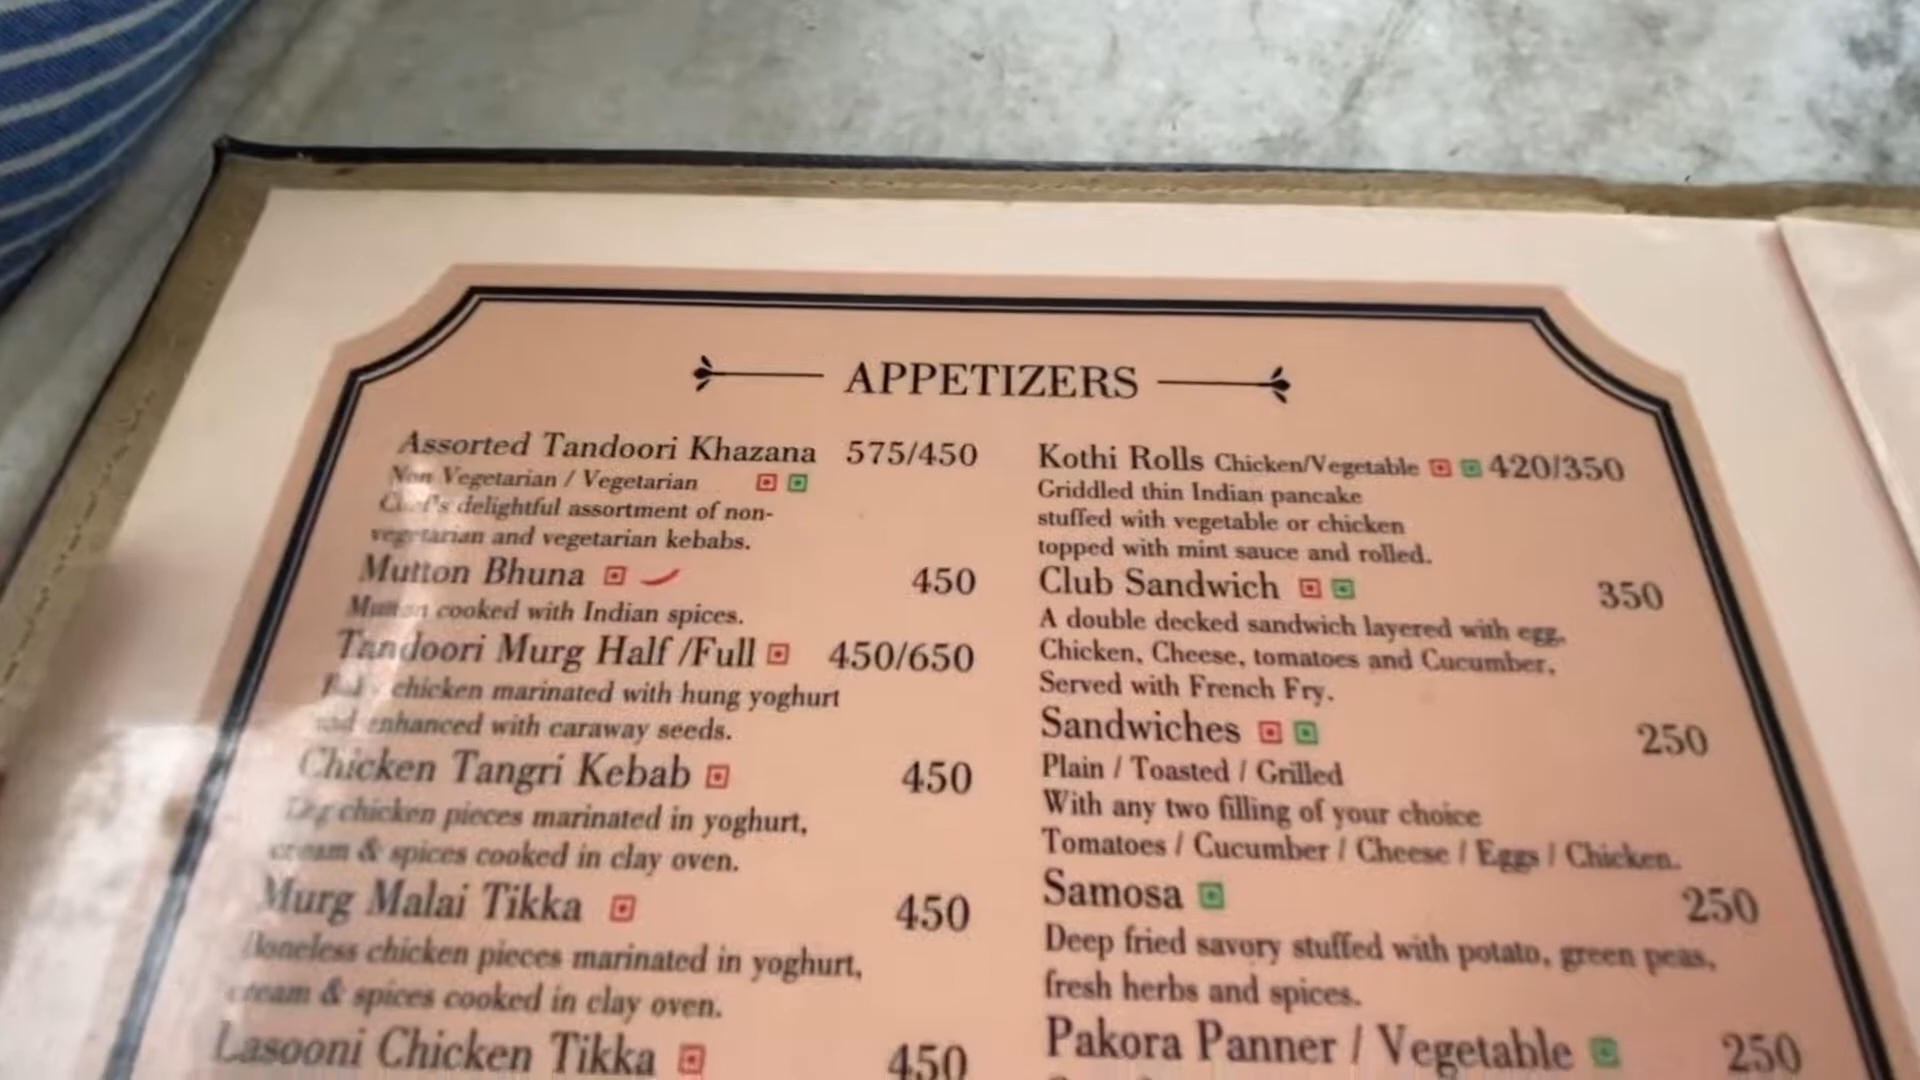 APPETIZERS
Assorted Tandoori Khazana 575/450
Non Vegetarian / Vegetarian
Chef's delightful assortment of non-
vegetarian and vegetarian kebabs.
Mutton Bhuna 450
Mutton cooked with Indian spices.
Tandoori Murg Half /Full 450/650
chicken marinated with hung yoghurt
and enhanced with caraway seeds.
Chicken Tangri Kebab 450
Leg chicken pieces marinated in yoghurt,
cream & spices cooked in clay oven.
Murg Malai Tikka 450
Boneless chicken pieces marinated in yoghurt,
cream & spices cooked in clay oven.
Lasooni Chicken Tikka 450
Kothi Rolls Chicken/Vegetable 420/350
Griddled thin Indian pancake
stuffed with vegetable or chicken
topped with mint sauce and rolled.
Club Sandwich 350
A double decked sandwich layered with egg,
Chicken, Cheese, tomatoes and Cucumber,
Served with French Fry.
Sandwiches 250
Plain / Toasted / Grilled
With any two filling of your choice
Tomatoes / Cucumber / Cheese / Eggs / Chicken.
Samosa 250
Deep fried savory stuffed with potato, green peas,
fresh herbs and spices.
Pakora Panner / Vegetable 250